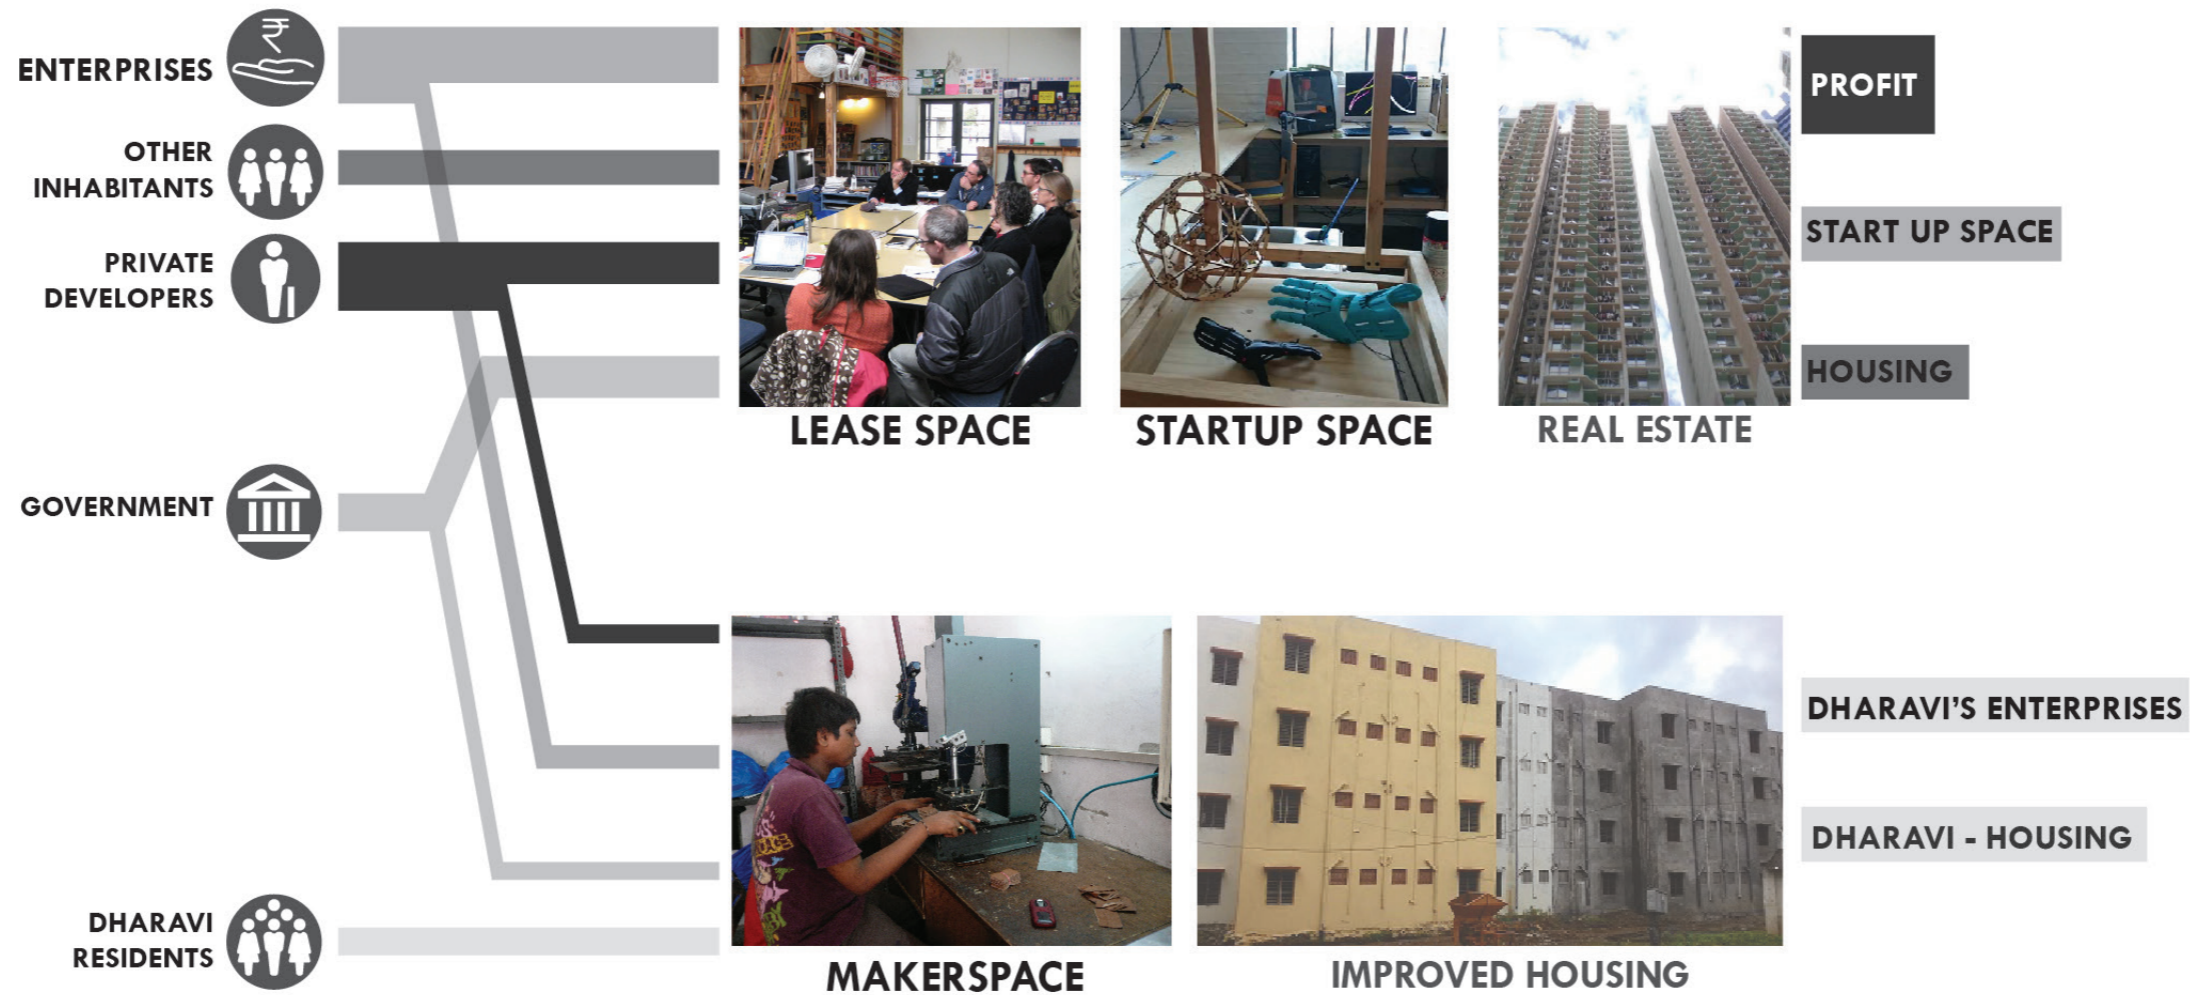 ENTERPRISES
OTHER
INHABITANTS
PRIVATE
DEVELOPERS
GOVERNMENT
DHARAVI
RESIDENTS
LEASE SPACE
STARTUP SPACE
REAL ESTATE
PROFIT
START UP SPACE
HOUSING
MAKERSPACE
IMPROVED HOUSING
DHARAVI'S ENTERPRISES
DHARAVI - HOUSING